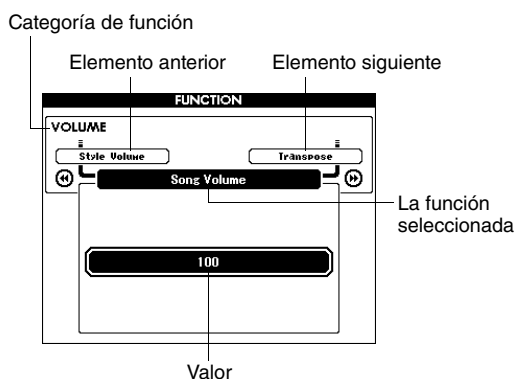 Categoría de función
Elemento anterior
Elemento siguiente
FUNCTION
VOLUME
Style Volume
Transpose
Song Volume
La función
seleccionada
100
Valor